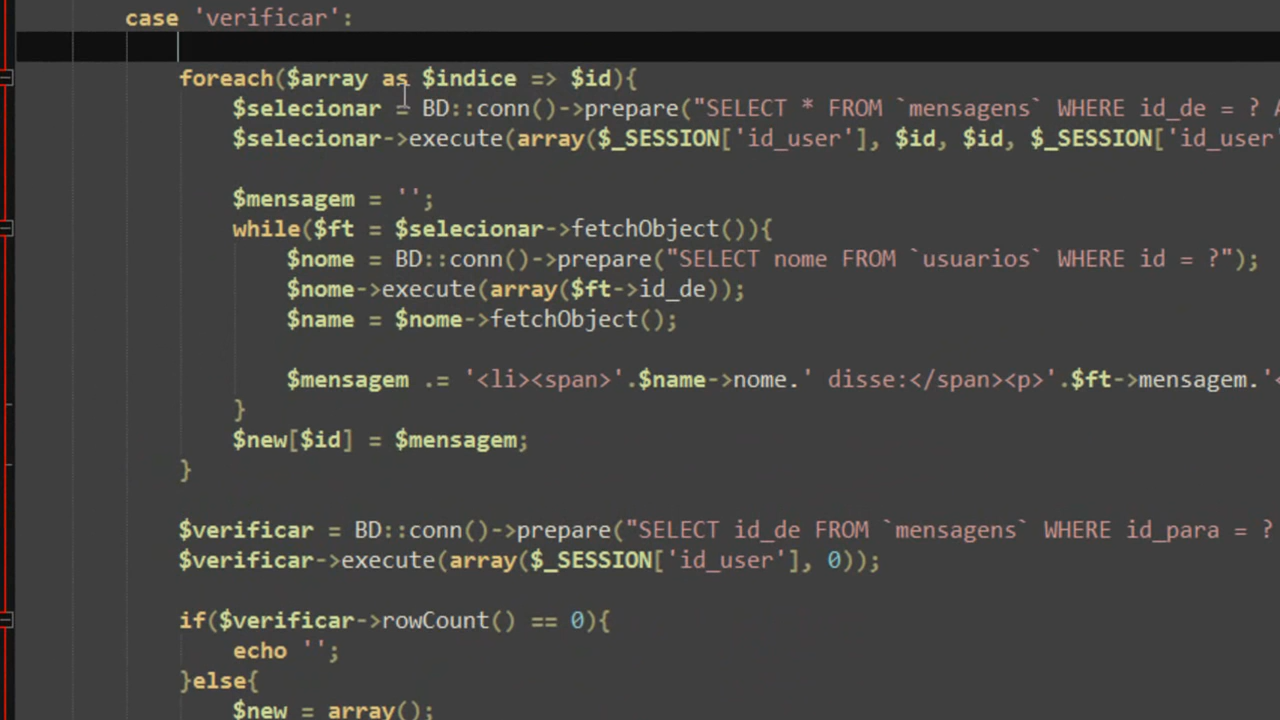 case 'verificar':
foreach($array as $indice => $id){
$selecionar = BD::conn()->prepare("SELECT * FROM `mensagens` WHERE id_de = ? A
$selecionar->execute(array($_SESSION['id_user'], $id, $id, $_SESSION['id_user'
$mensagem = '';
while($ft = $selecionar->fetchObject()){
$nome = BD::conn()->prepare("SELECT nome FROM `usuarios` WHERE id = ?");
$nome->execute(array($ft->id_de));
$name = $nome->fetchObject();
$mensagem .= '<li><span>'.$name->nome.' disse:</span><p>'.$ft->mensagem.'<
}
$new[$id] = $mensagem;
}
$verificar = BD::conn()->prepare("SELECT id_de FROM `mensagens` WHERE id_para = ?
$verificar->execute(array($_SESSION['id_user'], 0));
if($verificar->rowCount() == 0){
echo '';
}else{
$new = array();